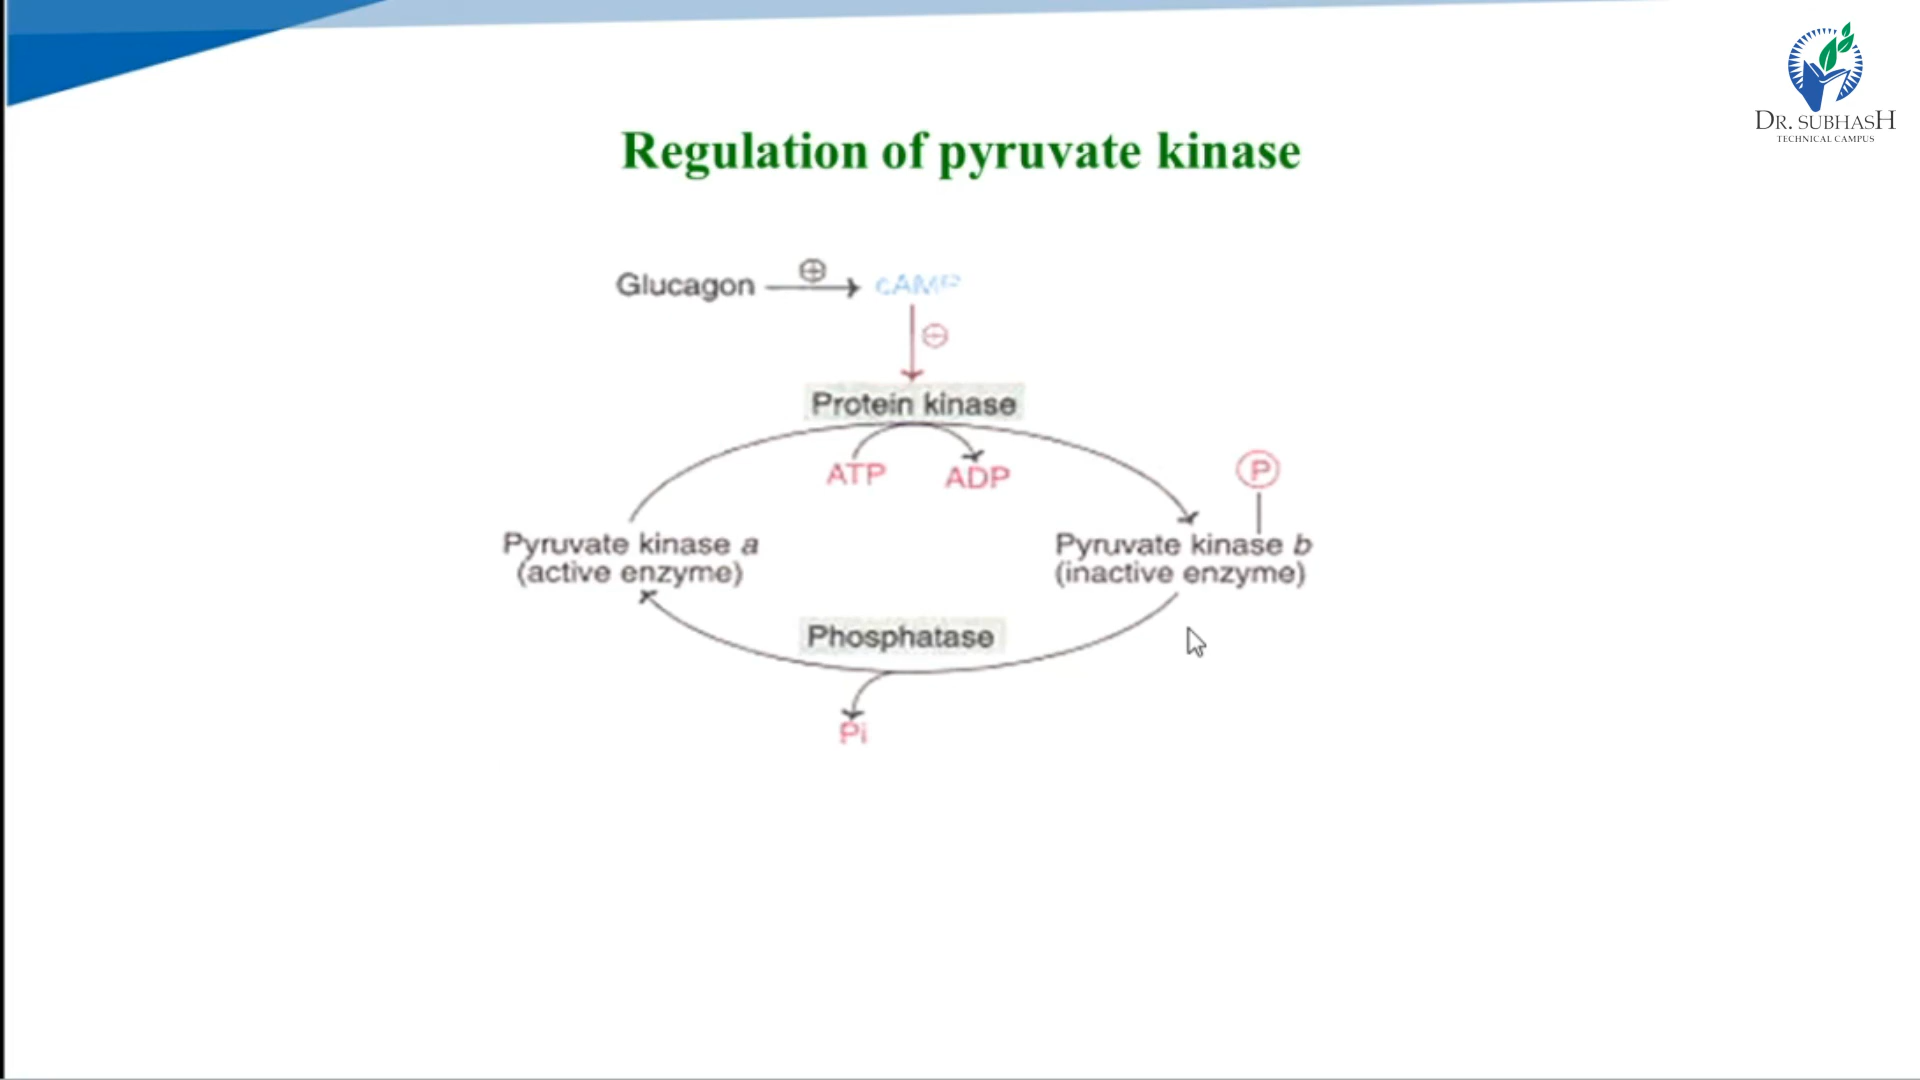 DR. SUBHASH
TECHNICAL CAMPUS
Regulation of pyruvate kinase
Glucagon ⊕ cAMP
⊖
Protein kinase
ATP ADP
P
Pyruvate kinase a
(active enzyme)
Pyruvate kinase b
(inactive enzyme)
Phosphatase
Pi